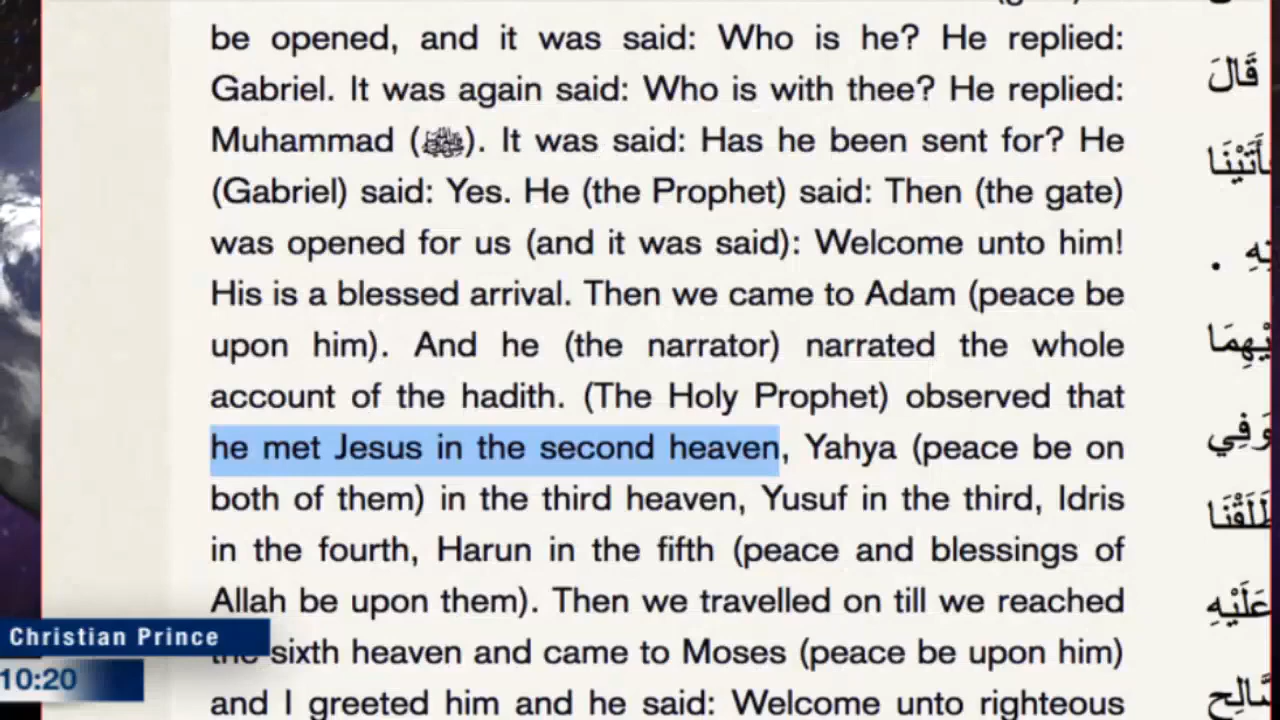 be opened, and it was said: Who is he? He replied:
Gabriel. It was again said: Who is with thee? He replied:
Muhammad (ﷺ). It was said: Has he been sent for? He
(Gabriel) said: Yes. He (the Prophet) said: Then (the gate)
was opened for us (and it was said): Welcome unto him!
His is a blessed arrival. Then we came to Adam (peace be
upon him). And he (the narrator) narrated the whole
account of the hadith. (The Holy Prophet) observed that
he met Jesus in the second heaven, Yahya (peace be on
both of them) in the third heaven, Yusuf in the third, Idris
in the fourth, Harun in the fifth (peace and blessings of
Allah be upon them). Then we travelled on till we reached
the sixth heaven and came to Moses (peace be upon him)
and I greeted him and he said: Welcome unto righteous
قَالَ
عَلَيْهِ
Christian Prince
10:20